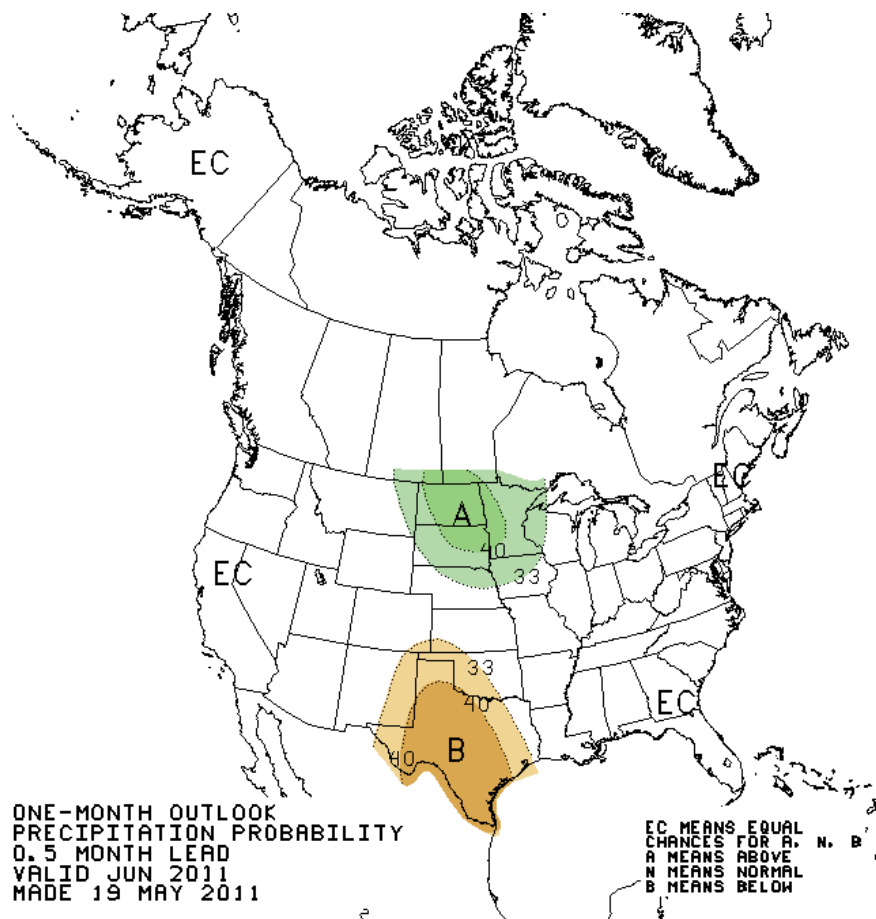 EC
EC
A
40
33
EC
33
40
EC
B
40
ONE-MONTH OUTLOOK
PRECIPITATION PROBABILITY
0.5 MONTH LEAD
VALID JUN 2011
MADE 19 MAY 2011
EC MEANS EQUAL
CHANCES FOR A, N, B
A MEANS ABOVE
N MEANS NORMAL
B MEANS BELOW